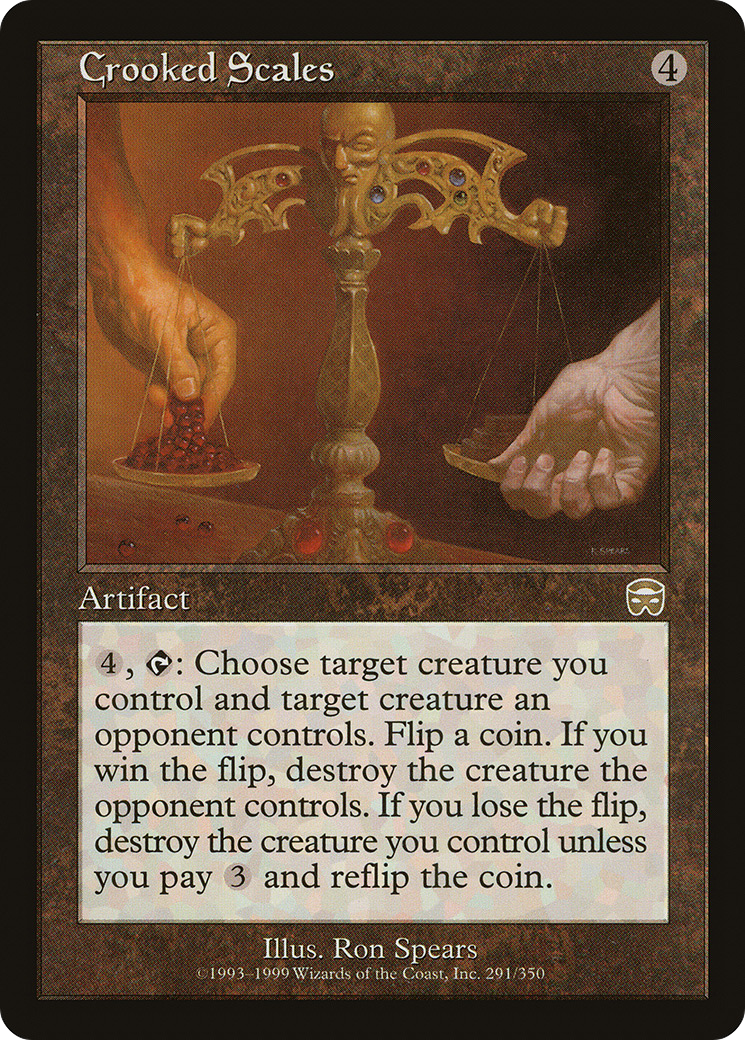 Crooked Scales
4
R. SPEARS
Artifact
4, : Choose target creature you
control and target creature an
opponent controls. Flip a coin. If you
win the flip, destroy the creature the
opponent controls. If you lose the flip,
destroy the creature you control unless
you pay 3 and reflip the coin.
Illus. Ron Spears
©1993–1999 Wizards of the Coast, Inc. 291/350